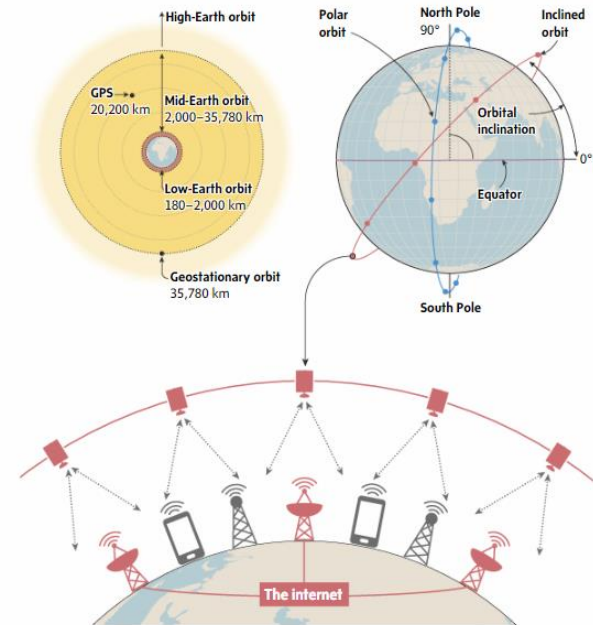 High-Earth orbit
GPS
20,200 km
Mid-Earth orbit
2,000–35,780 km
Low-Earth orbit
180–2,000 km
Geostationary orbit
35,780 km
Polar
orbit
North Pole
90°
Inclined
orbit
Orbital
inclination
0°
Equator
South Pole
The internet